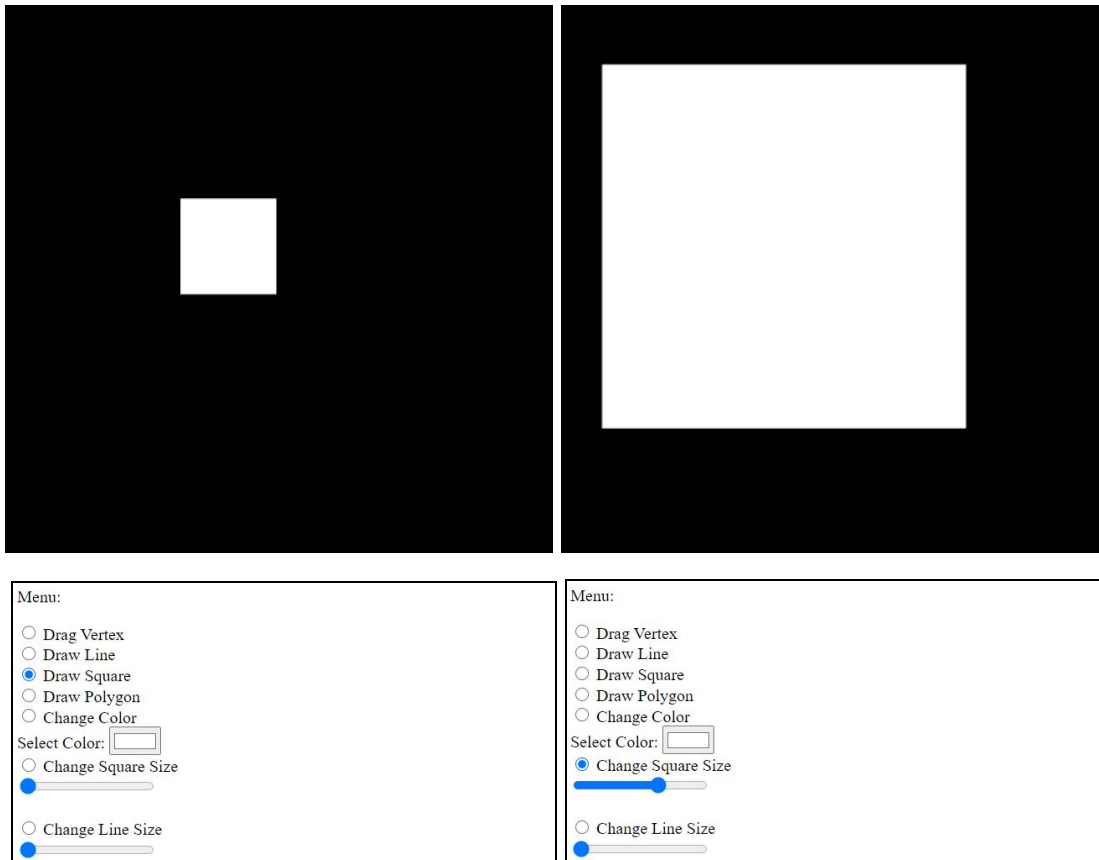 Menu:
Drag Vertex
Draw Line
Draw Square
Draw Polygon
Change Color
Select Color:
Change Square Size
Change Line Size
Menu:
Drag Vertex
Draw Line
Draw Square
Draw Polygon
Change Color
Select Color:
Change Square Size
Change Line Size